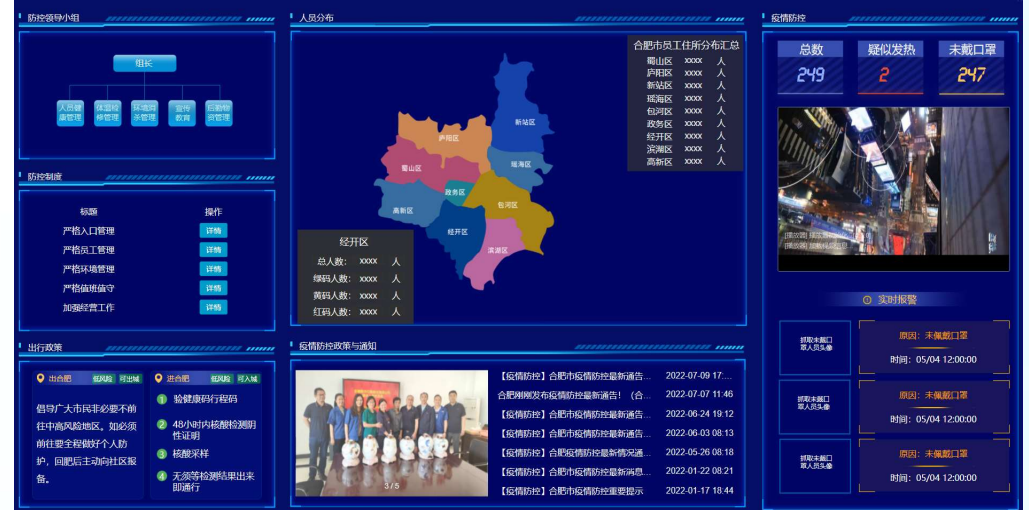 防控领导小组
组长
人员健
康管理
体温检
修管理
环境消
杀管理
宣传
教育
后勤物
资管理
防控制度
标题 操作
严格入口管理 详情
严格员工管理 详情
严格环境管理 详情
严格值班值守 详情
加强经营工作 详情
出行政策
出合肥 低风险 可出城
倡导广大市民非必要不前
往中高风险地区。如必须
前往要全程做好个人防
护，回肥后主动向社区报
备。
进合肥 低风险 可入城
1 验健康码行程码
2 48小时内核酸检测阴
性证明
3 核酸采样
4 无须等检测结果出来
即通行
人员分布
合肥市员工住所分布汇总
蜀山区 xxxx 人
庐阳区 xxxx 人
新站区 xxxx 人
瑶海区 xxxx 人
包河区 xxxx 人
政务区 xxxx 人
经开区 xxxx 人
滨湖区 xxxx 人
高新区 xxxx 人
新站区
庐阳区
瑶海区
蜀山区
政务区
包河区
高新区
经开区
滨湖区
经开区
总人数： xxxx 人
绿码人数： xxxx 人
黄码人数： xxxx 人
红码人数： xxxx 人
疫情防控政策与通知
3 / 5
【疫情防控】合肥市疫情防控最新通告... 2022-07-09 17:...
合肥刚刚发布疫情防控最新通告！（合... 2022-07-07 11:46
【疫情防控】合肥市疫情防控最新通告... 2022-06-24 19:12
【疫情防控】合肥市疫情防控最新通告... 2022-06-03 08:13
【疫情防控】合肥疫情防控最新情况通... 2022-05-26 08:18
【疫情防控】合肥市疫情防控最新消息... 2022-01-22 08:21
【疫情防控】合肥市疫情防控重要提示 2022-01-17 18:44
疫情防控
总数 疑似发热 未戴口罩
249 2 247
实时报警
抓取未戴口
罩人员头像
原因：未佩戴口罩
时间：05/04 12:00:00
抓取未戴口
罩人员头像
原因：未佩戴口罩
时间：05/04 12:00:00
抓取未戴口
罩人员头像
原因：未佩戴口罩
时间：05/04 12:00:00